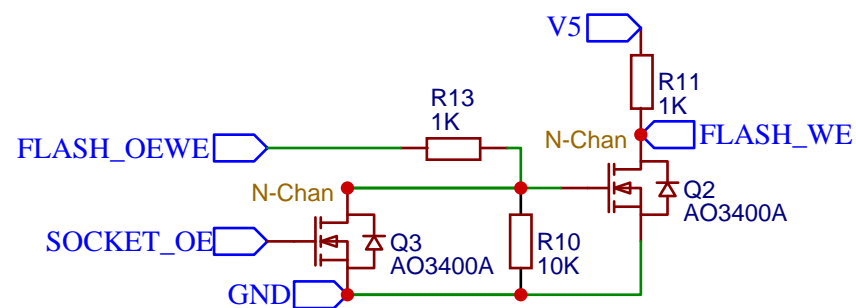 V5
R11
1K
R13
1K
FLASH_OEWE
N-Chan
FLASH_WE
N-Chan
Q2
AO3400A
SOCKET_OE
Q3
AO3400A
R10
10K
GND